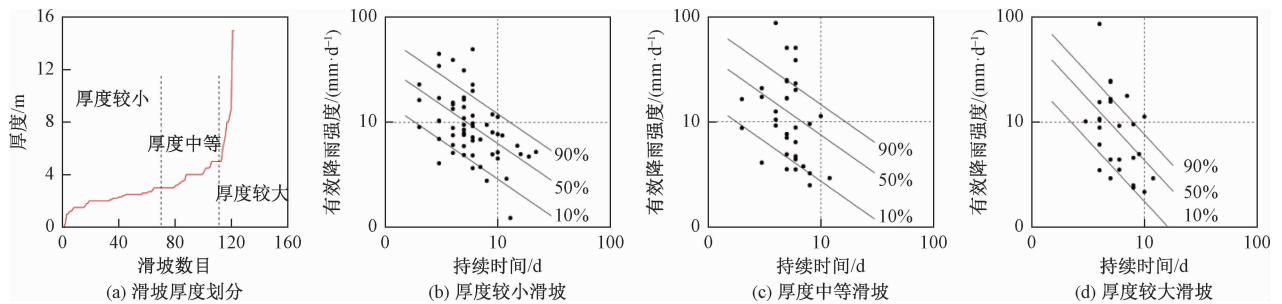 16
12
8
4
0
厚度/m
厚度较小
厚度中等
厚度较大
0
40
80
120
160
滑坡数目
(a) 滑坡厚度划分
100
10
0
有效降雨强度/(mm·d⁻¹)
90%
50%
10%
0
10
100
持续时间/d
(b) 厚度较小滑坡
100
10
0
有效降雨强度/(mm·d⁻¹)
90%
50%
10%
0
10
100
持续时间/d
(c) 厚度中等滑坡
100
10
0
有效降雨强度/(mm·d⁻¹)
90%
50%
10%
0
10
100
持续时间/d
(d) 厚度较大滑坡